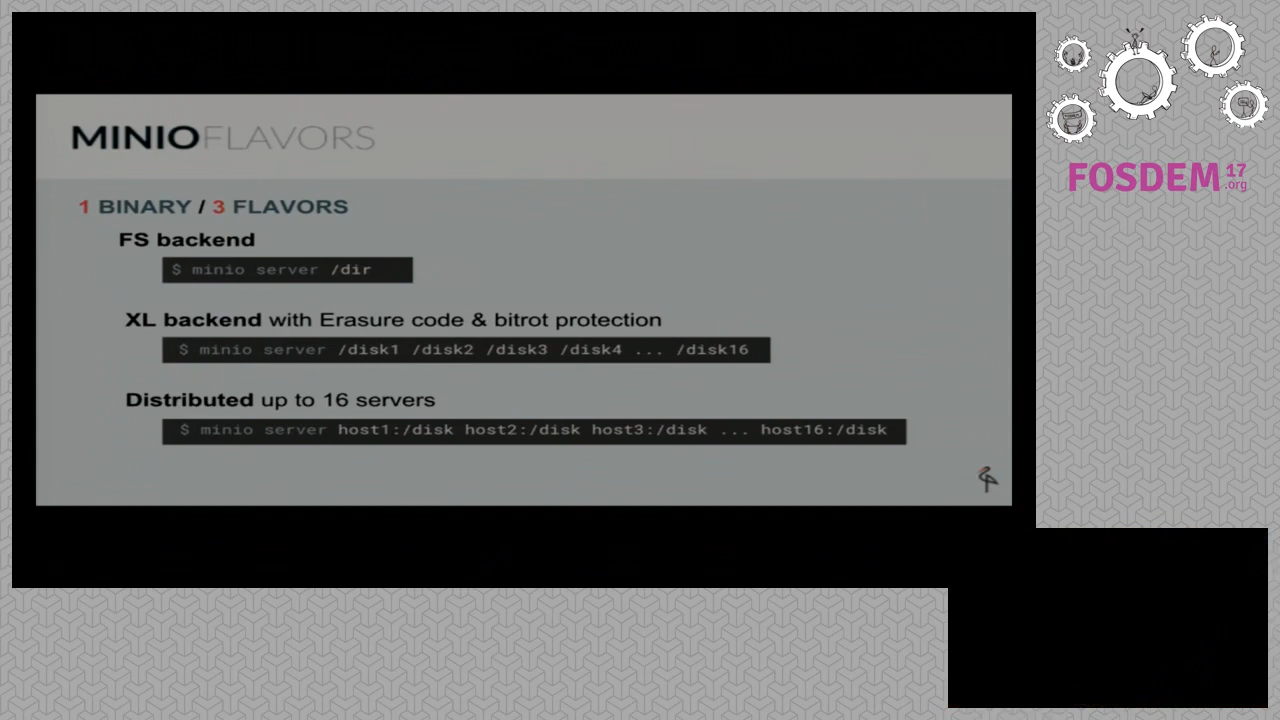 MINIOFLAVORS
1 BINARY / 3 FLAVORS
FS backend
$ minio server /dir
XL backend with Erasure code & bitrot protection
$ minio server /disk1 /disk2 /disk3 /disk4 ... /disk16
Distributed up to 16 servers
$ minio server host1:/disk host2:/disk host3:/disk ... host16:/disk
FOSDEM 17
.org